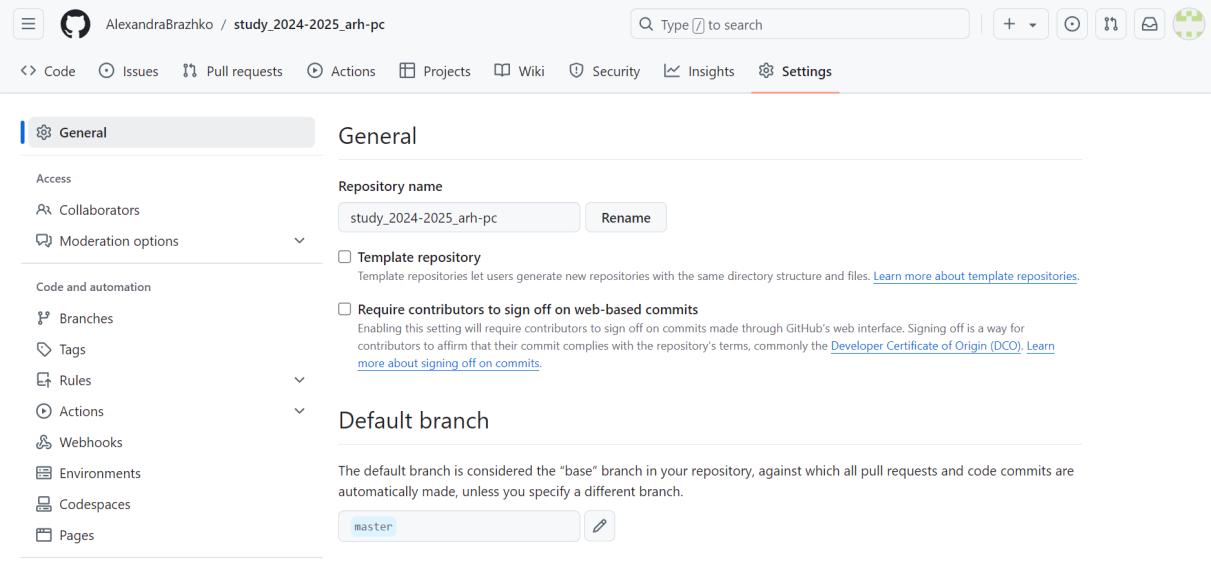 AlexandraBrazhko / study_2024-2025_arh-pc
Type / to search
Code
Issues
Pull requests
Actions
Projects
Wiki
Security
Insights
Settings
General
Access
Collaborators
Moderation options
Code and automation
Branches
Tags
Rules
Actions
Webhooks
Environments
Codespaces
Pages
General
Repository name
study_2024-2025_arh-pc
Rename
Template repository
Template repositories let users generate new repositories with the same directory structure and files. Learn more about template repositories.
Require contributors to sign off on web-based commits
Enabling this setting will require contributors to sign off on commits made through GitHub's web interface. Signing off is a way for
contributors to affirm that their commit complies with the repository's terms, commonly the Developer Certificate of Origin (DCO). Learn
more about signing off on commits.
Default branch
The default branch is considered the “base” branch in your repository, against which all pull requests and code commits are
automatically made, unless you specify a different branch.
master